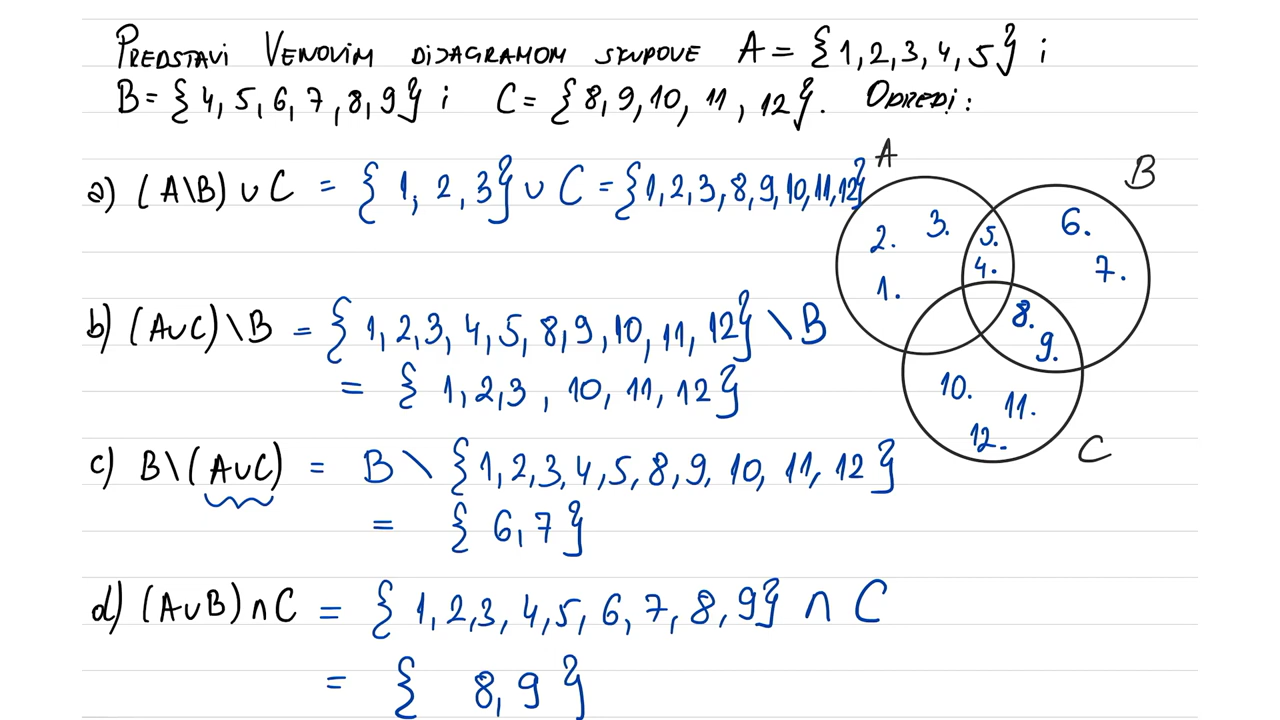 PREDSTAVI VENOVIM DIJAGRAMOM SKUPOVE A = {1, 2, 3, 4, 5} i
B = {4, 5, 6, 7, 8, 9} i C = {8, 9, 10, 11, 12}. ODREDI:
a) (A\B) ∪ C = {1, 2, 3} ∪ C = {1, 2, 3, 8, 9, 10, 11, 12}
b) (A∪C)\B = {1, 2, 3, 4, 5, 8, 9, 10, 11, 12} \ B
= {1, 2, 3, 10, 11, 12}
c) B\(A∪C) = B \ {1, 2, 3, 4, 5, 8, 9, 10, 11, 12}
= {6, 7}
d) (A∪B)∩C = {1, 2, 3, 4, 5, 6, 7, 8, 9} ∩ C
= {8, 9}
A
B
3. 5. 6.
2.
4. 7.
1.
8.
9.
10. 11.
12.
C